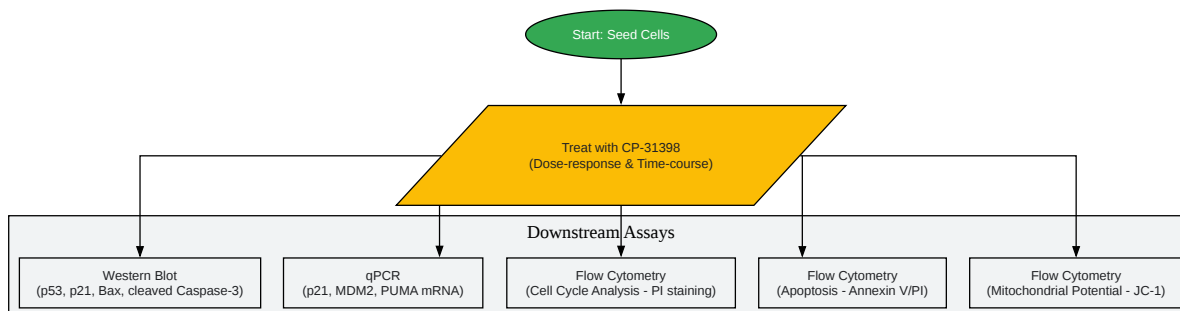 Start: Seed Cells
Treat with CP-31398
(Dose-response & Time-course)
Downstream Assays
Western Blot
(p53, p21, Bax, cleaved Caspase-3)
qPCR
(p21, MDM2, PUMA mRNA)
Flow Cytometry
(Cell Cycle Analysis - PI staining)
Flow Cytometry
(Apoptosis - Annexin V/PI)
Flow Cytometry
(Mitochondrial Potential - JC-1)